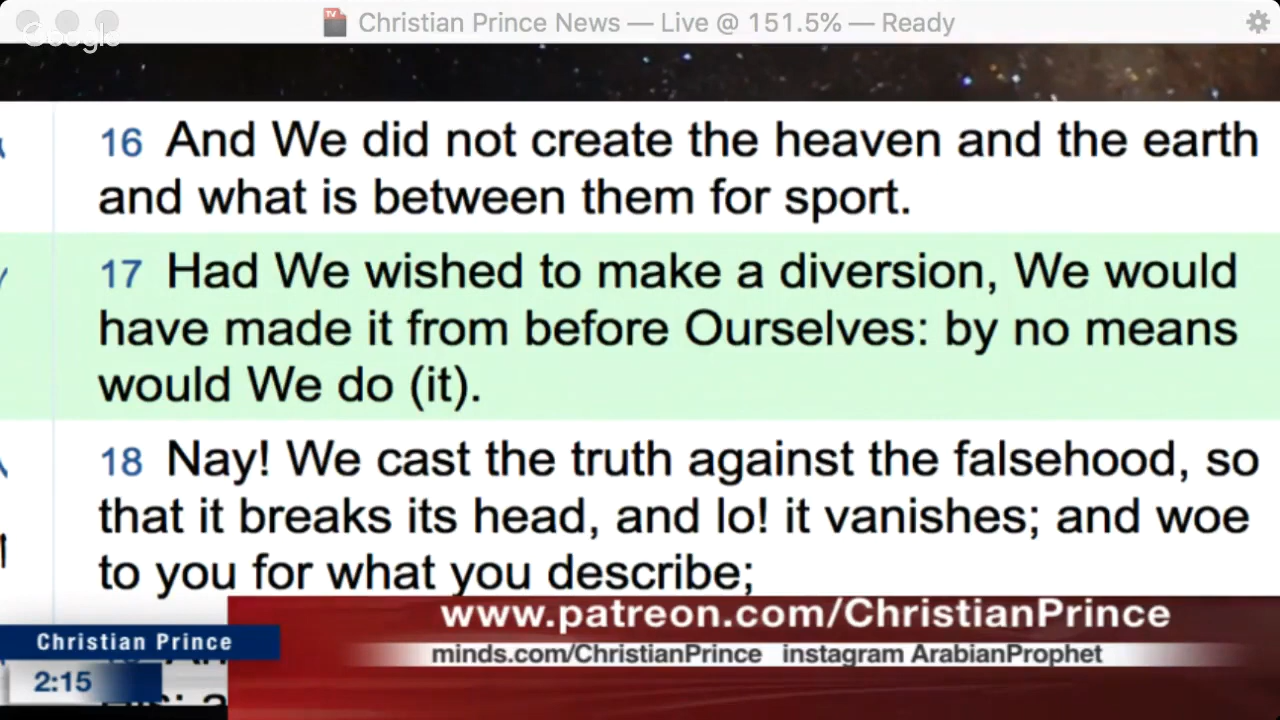 Christian Prince News — Live @ 151.5% — Ready
Google
16 And We did not create the heaven and the earth
and what is between them for sport.
17 Had We wished to make a diversion, We would
have made it from before Ourselves: by no means
would We do (it).
18 Nay! We cast the truth against the falsehood, so
that it breaks its head, and lo! it vanishes; and woe
to you for what you describe;
www.patreon.com/ChristianPrince
Christian Prince
minds.com/ChristianPrince instagram ArabianProphet
2:15